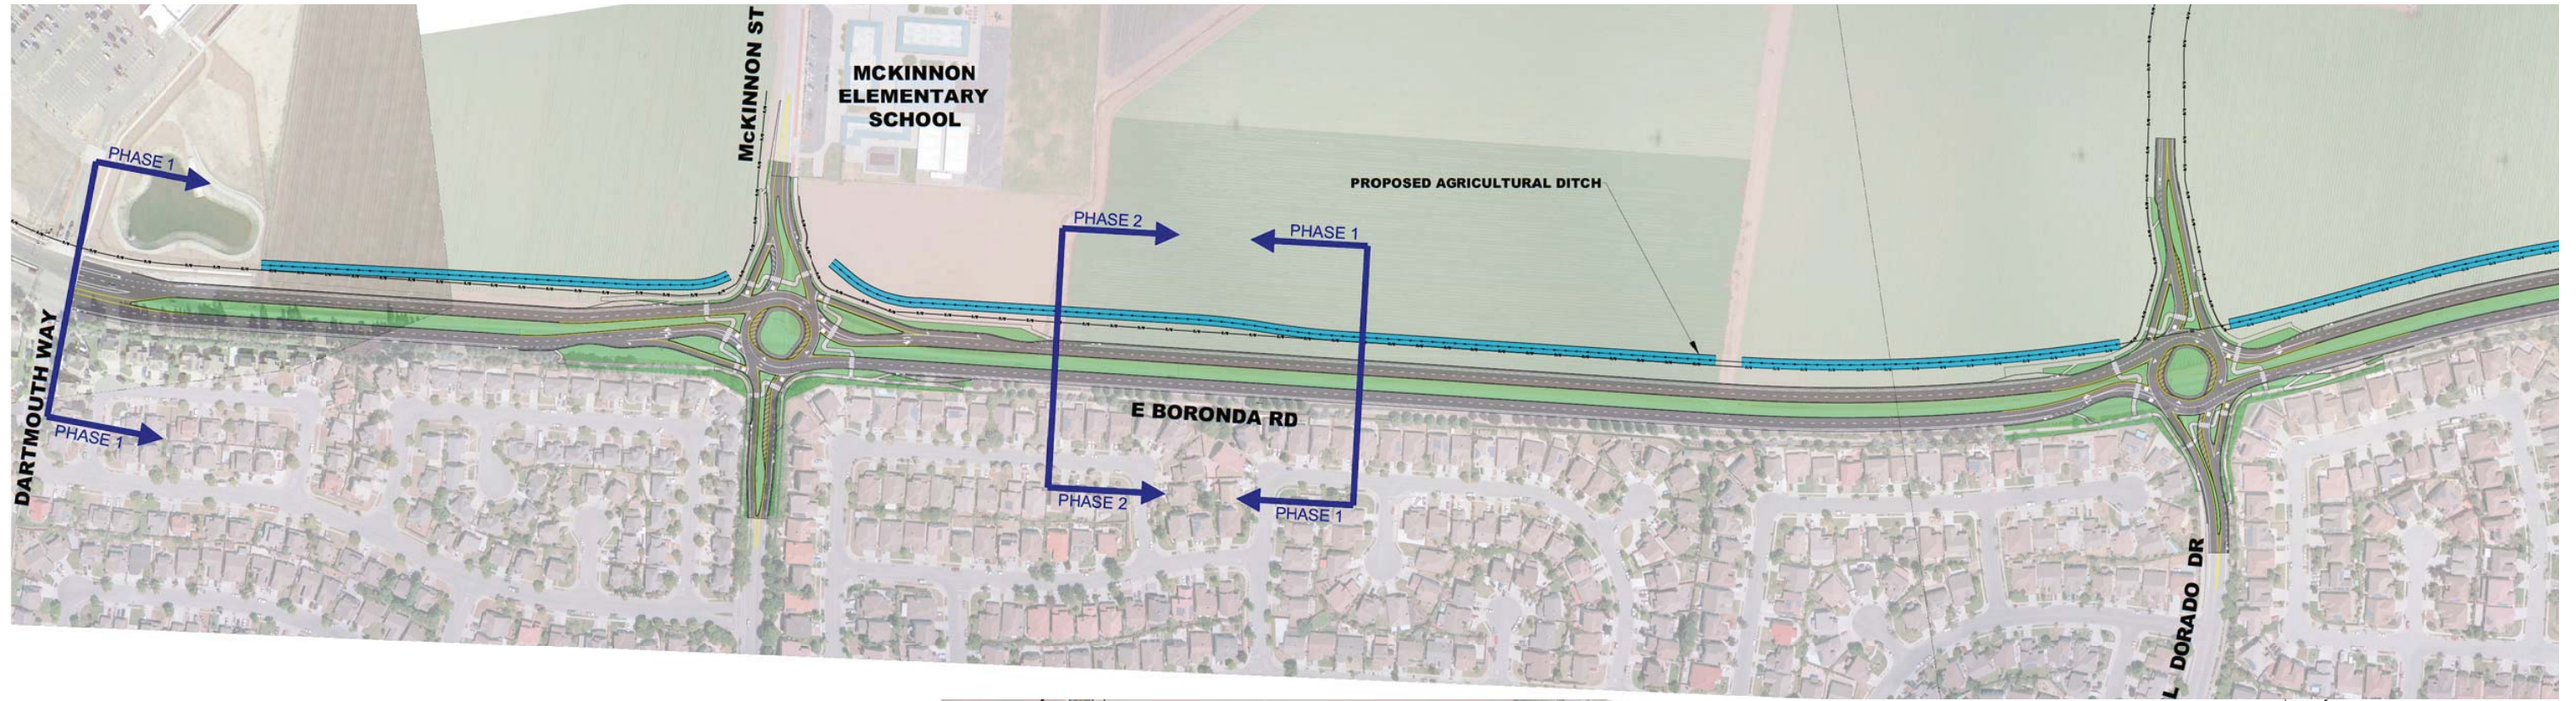 McKINNON ST
MCKINNON
ELEMENTARY
SCHOOL
PHASE 1
PROPOSED AGRICULTURAL DITCH
PHASE 2
PHASE 1
DARTMOUTH WAY
E BORONDA RD
PHASE 1
PHASE 2
PHASE 1
L DORADO DR